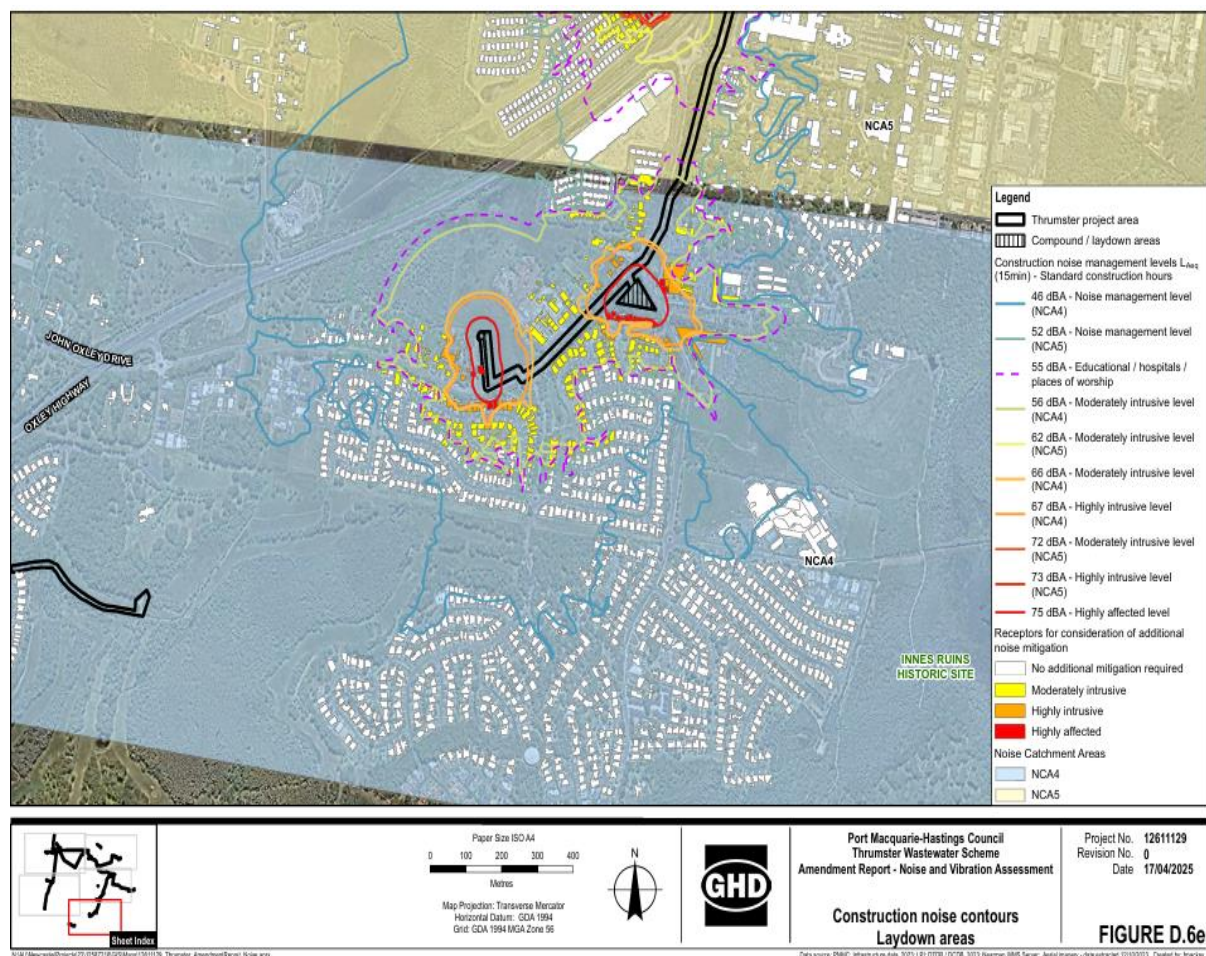 NCA5
JOHN OXLEY DRIVE
OXLEY HIGHWAY
NCA4
INNES RUINS
HISTORIC SITE
Legend
Thrumster project area
Compound / laydown areas
Construction noise management levels LAeq
(15min) - Standard construction hours
46 dBA - Noise management level
(NCA4)
52 dBA - Noise management level
(NCA5)
55 dBA - Educational / hospitals /
places of worship
56 dBA - Moderately intrusive level
(NCA4)
62 dBA - Moderately intrusive level
(NCA5)
66 dBA - Moderately intrusive level
(NCA4)
67 dBA - Highly intrusive level
(NCA4)
72 dBA - Moderately intrusive level
(NCA5)
73 dBA - Highly intrusive level
(NCA5)
75 dBA - Highly affected level
Receptors for consideration of additional
noise mitigation
No additional mitigation required
Moderately intrusive
Highly intrusive
Highly affected
Noise Catchment Areas
NCA4
NCA5
Sheet Index
Paper Size ISO A4
0 100 200 300 400
Metres
Map Projection: Transverse Mercator
Horizontal Datum: GDA 1994
Grid: GDA 1994 MGA Zone 56
N
GHD
Port Macquarie-Hastings Council
Thrumster Wastewater Scheme
Amendment Report - Noise and Vibration Assessment
Construction noise contours
Laydown areas
Project No. 12611129
Revision No. 0
Date 17/04/2025
FIGURE D.6e